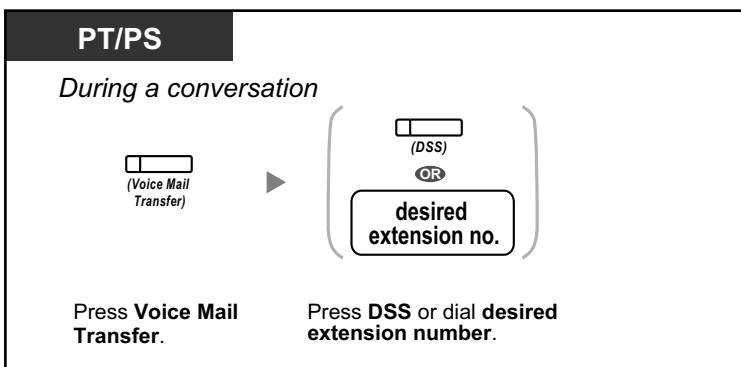 PT/PS
During a conversation
(Voice Mail
Transfer)
(DSS)
OR
desired
extension no.
Press Voice Mail
Transfer.
Press DSS or dial desired
extension number.